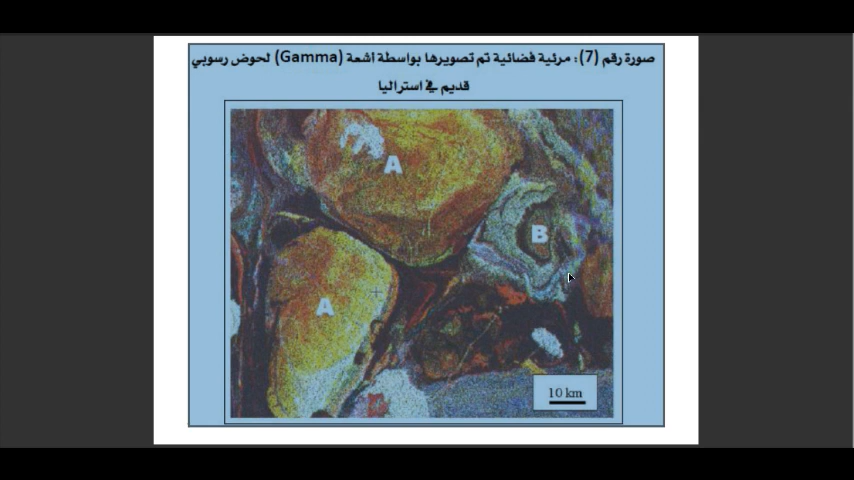 صورة رقم (7): مرئية فضائية تم تصويرها بواسطة اشعة (Gamma) لحوض رسوبي
قديم في استراليا
A
B
A
10 km